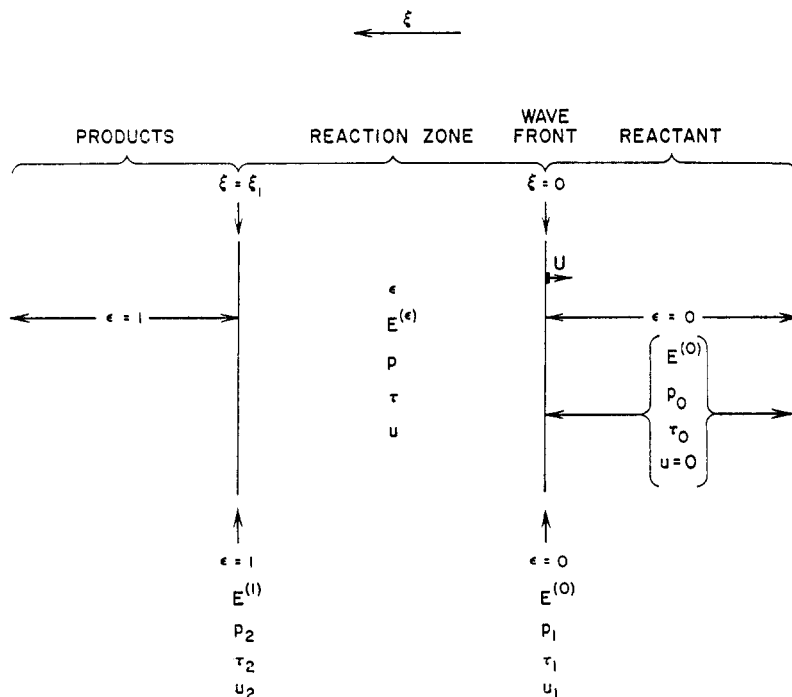 ξ
WAVE
PRODUCTS REACTION ZONE FRONT REACTANT
ξ = ξ₁ ξ = 0
U
ϵ
ϵ = 1 ϵ = 0
E⁽ᵋ⁾ E⁽⁰⁾
p p₀
τ τ₀
u u = 0
ϵ = 1 ϵ = 0
E⁽¹⁾ E⁽⁰⁾
p₂ p₁
τ₂ τ₁
u₂ u₁